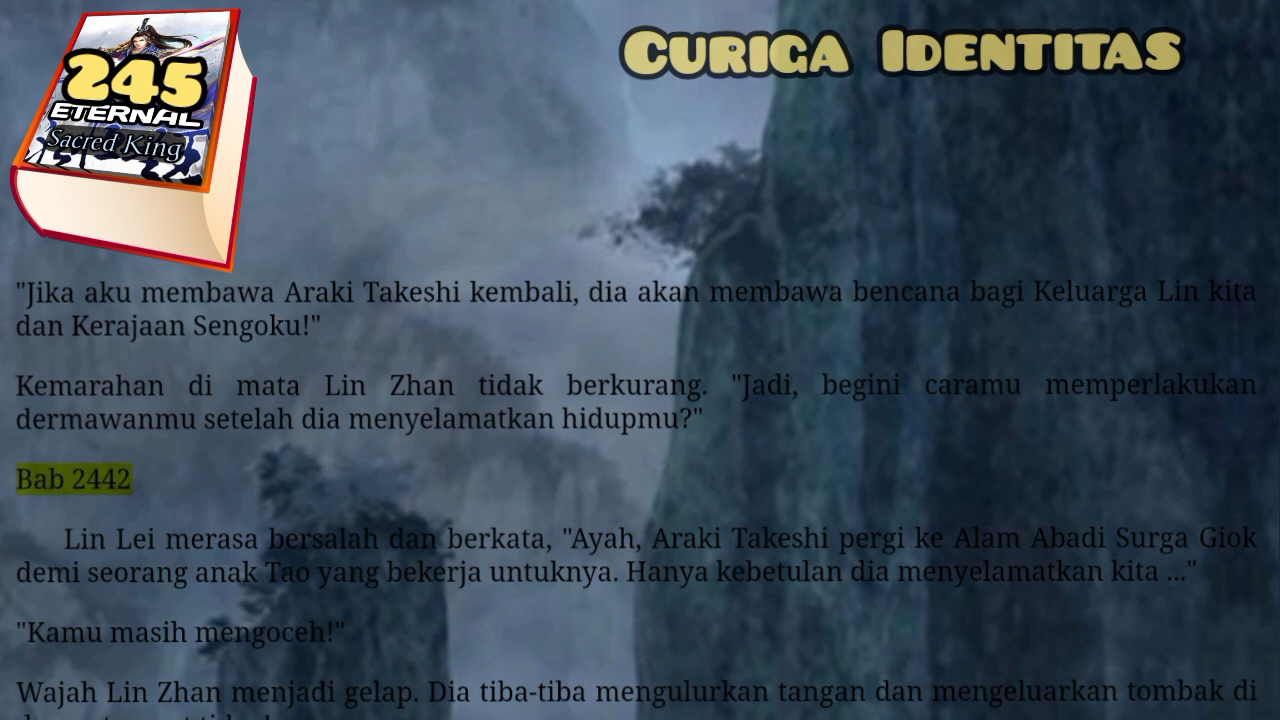 245
ETERNAL
Sacred King
CURIGA IDENTITAS
"Jika aku membawa Araki Takeshi kembali, dia akan membawa bencana bagi Keluarga Lin kita
dan Kerajaan Sengoku!"
Kemarahan di mata Lin Zhan tidak berkurang. "Jadi, begini caramu memperlakukan
dermawanmu setelah dia menyelamatkan hidupmu?"
Bab 2442
Lin Lei merasa bersalah dan berkata, "Ayah, Araki Takeshi pergi ke Alam Abadi Surga Giok
demi seorang anak Tao yang bekerja untuknya. Hanya kebetulan dia menyelamatkan kita ..."
"Kamu masih mengoceh!"
Wajah Lin Zhan menjadi gelap. Dia tiba-tiba mengulurkan tangan dan mengeluarkan tombak di